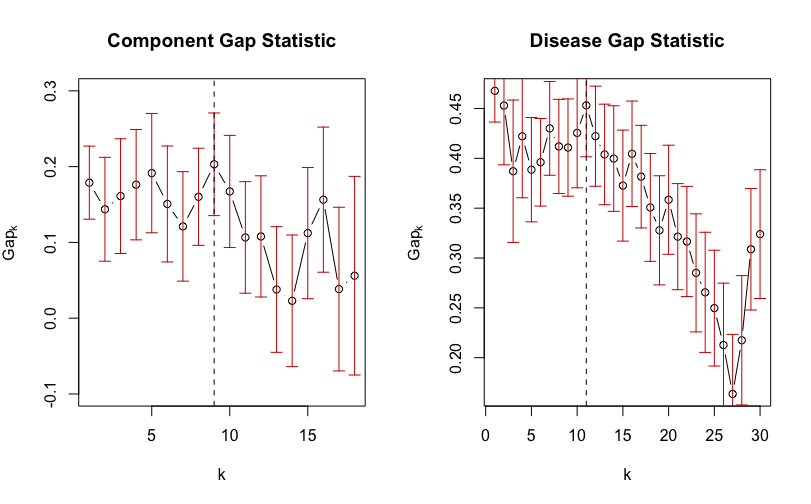 Component Gap Statistic
Gapk
0.3
0.2
0.1
0.0
-0.1
5 10 15
k
Disease Gap Statistic
Gapk
0.45
0.40
0.35
0.30
0.25
0.20
0 5 10 15 20 25 30
k